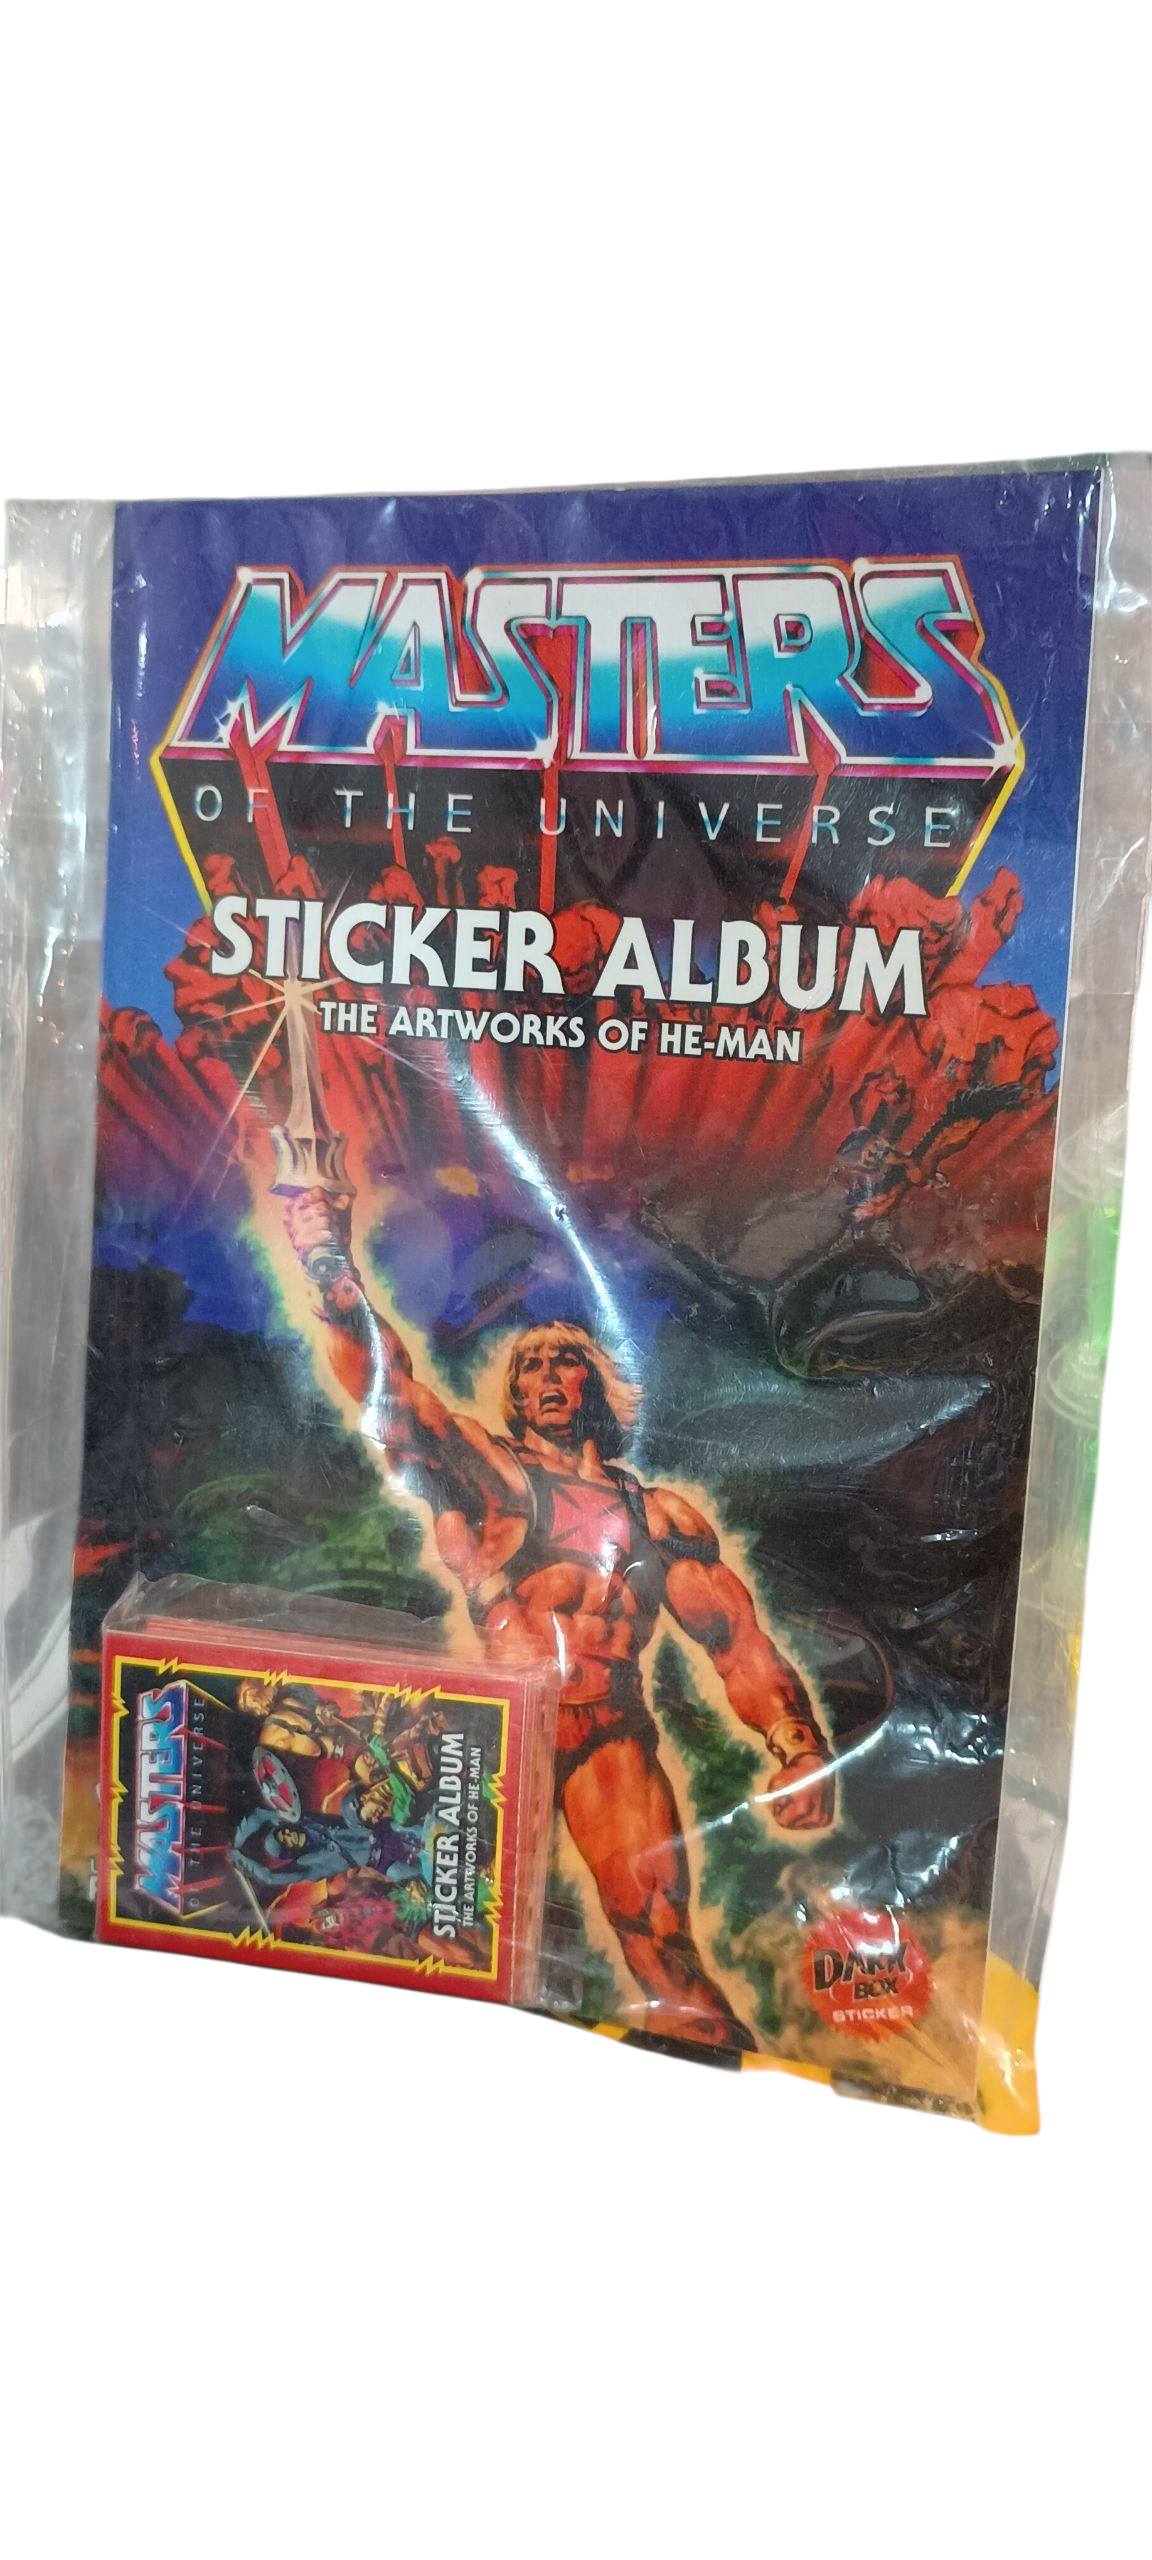 MASTERS
OF THE UNIVERSE
STICKER ALBUM
THE ARTWORKS OF HE-MAN
MASTERS
OF THE UNIVERSE
STICKER ALBUM
THE ARTWORKS OF HE-MAN
DARK
BOX
STICKER